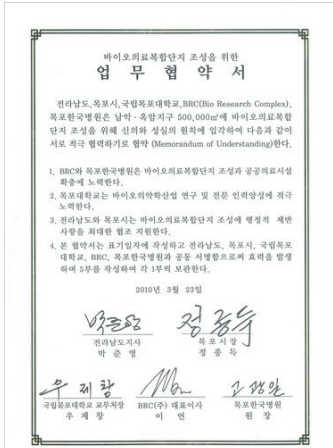 바이오의료복합단지 조성을 위한
업 무 협 약 서
전라남도,목포시,국립목포대학교,BRC(Bio Research Complex),
목포한국병원은 남악·옥암지구 500,000㎡에 바이오의료복합
단지 조성을 위해 신의와 성실의 원칙에 입각하여 다음과 같이
서로 적극 협력하기로 협약 (Memorandum of Understanding)한다.
1. BRC와 목포한국병원은 바이오의료복합단지 조성과 공공의료시설
확충에 노력한다.
2. 목포대학교는 바이오의약학산업 연구 및 전문 인력양성에 적극
노력한다.
3. 전라남도와 목포시는 바이오의료복합단지 조성에 행정적 제반
사항을 최대한 협조 지원한다.
4. 본 협약서는 표기일자에 작성하고 전라남도, 목포시, 국립목포
대학교, BRC, 목포한국병원과 공동 서명함으로써 효력을 발생
하며 5부를 작성하여 각 1부씩 보관한다.
2010년 3월 23일
정종득
전라남도지사 목포시장
박 준 영 정 종 득
우제창 고광일
국립목포대학교 교무처장 BRC(주) 대표이사 목포한국병원
우 제 창 이 언 원 장